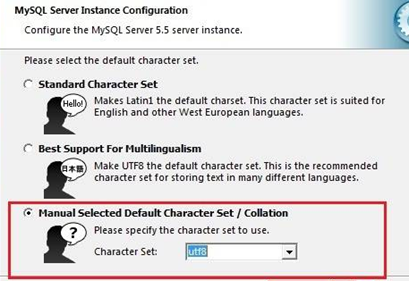 MySQL Server Instance Configuration
Configure the MySQL Server 5.5 server instance.
Please select the default character set.
Standard Character Set
Hello!
Makes Latin1 the default charset. This character set is suited for
English and other West European languages.
Best Support For Multilingualism
日本語
Make UTF8 the default character set. This is the recommended
character set for storing text in many different languages.
Manual Selected Default Character Set / Collation
?
Please specify the character set to use.
Character Set: utf8